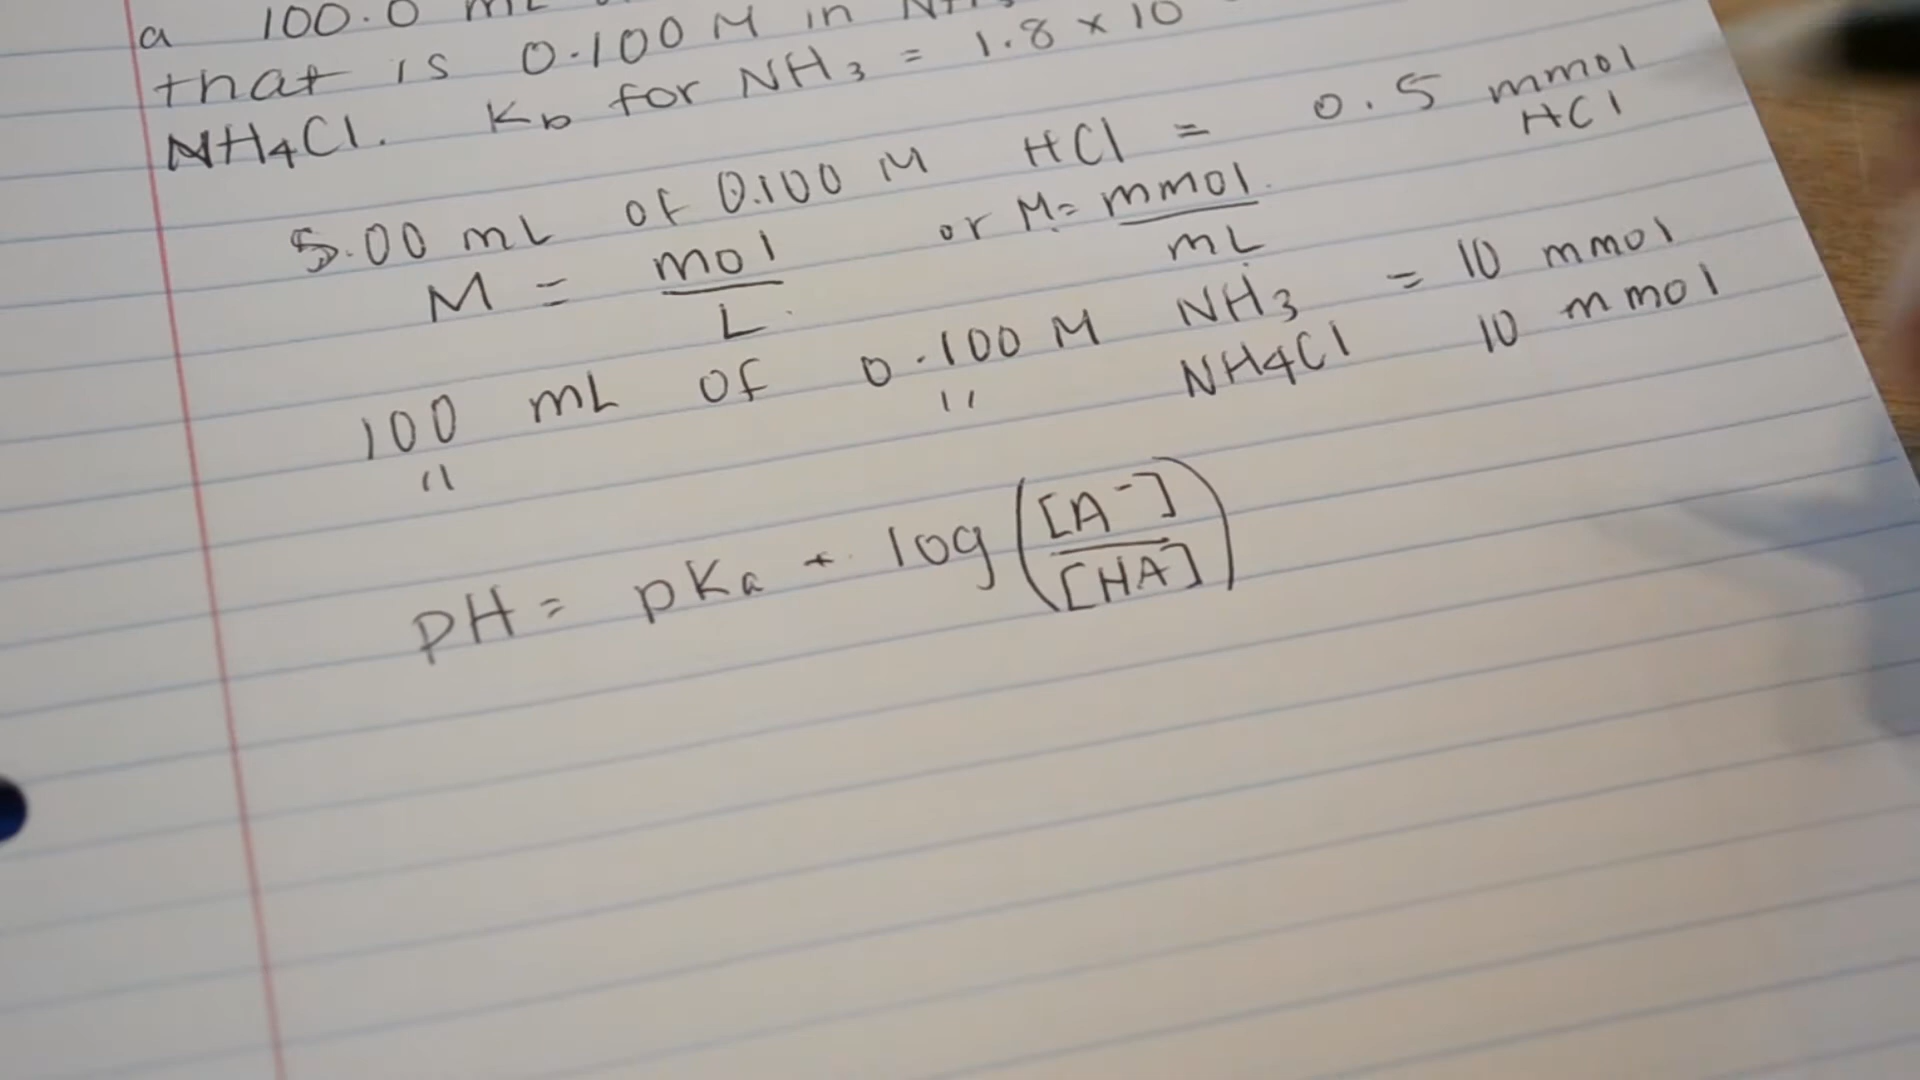 a 100.0 mL in
that is 0.100 M in
NH4Cl. Kb for NH3 = 1.8 x 10
5.00 mL of 0.100 M HCl = 0.5 mmol HCl
M = mol/L or M = mmol/mL
100 mL of 0.100 M NH3 = 10 mmol
" " NH4Cl 10 mmol
pH = pKa + log([A-]/[HA])